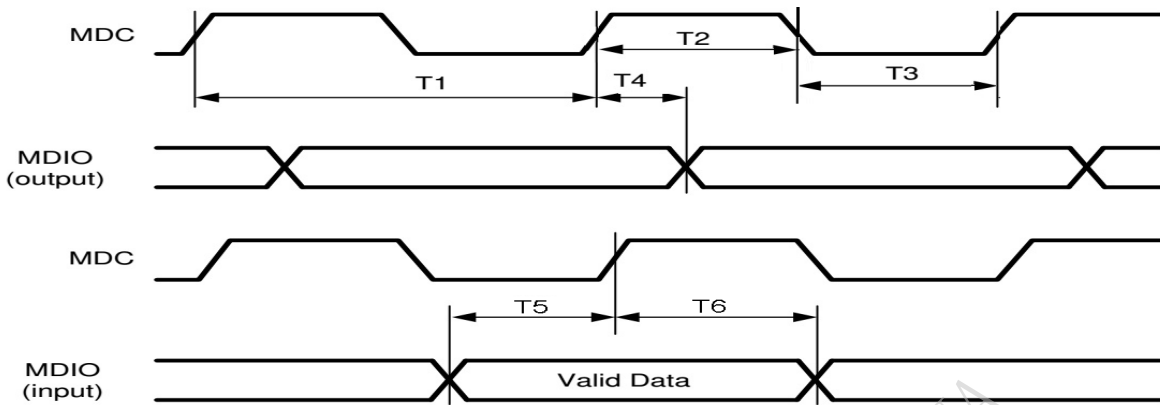 MDC
T1
T2
T3
T4
MDIO
(output)
MDC
T5
T6
MDIO
(input)
Valid Data